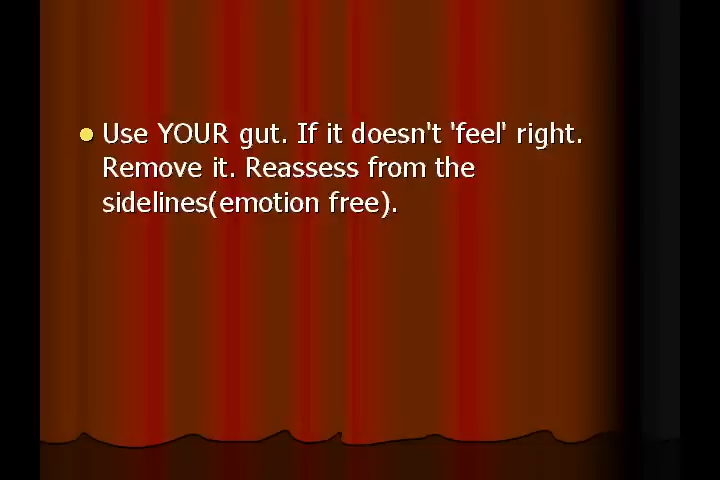 Use YOUR gut. If it doesn't 'feel' right.
Remove it. Reassess from the
sidelines(emotion free).